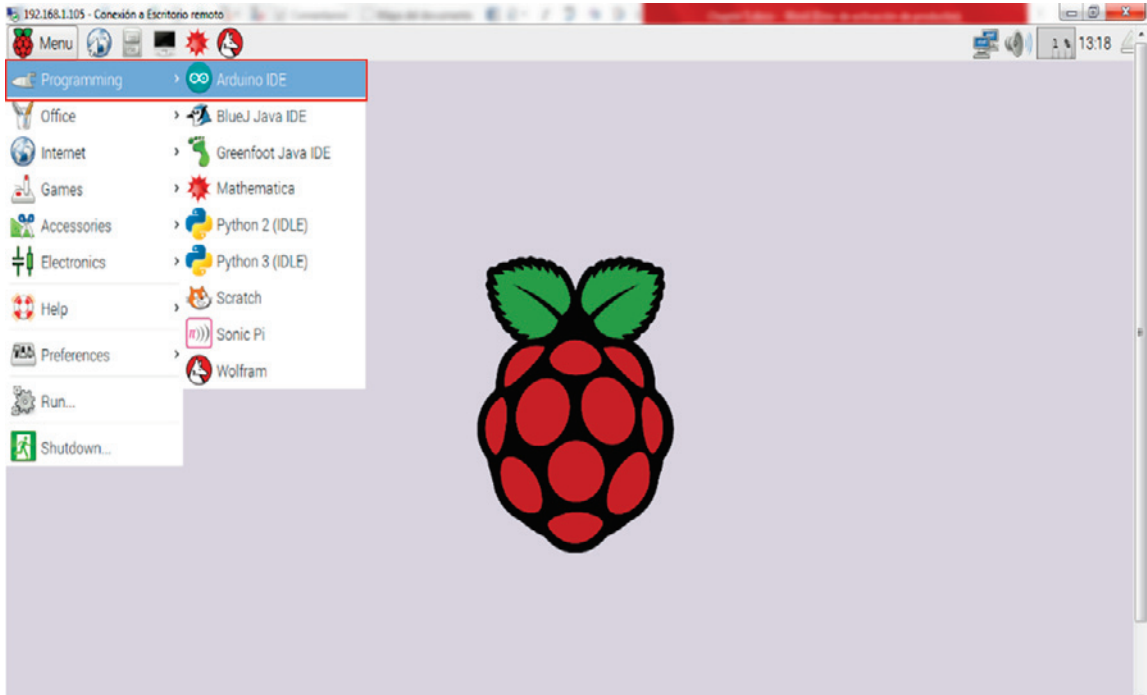 192.168.1.105 - Conexión a Escritorio remoto
Menu
1 %
13:18
Programming
Arduino IDE
Office
BlueJ Java IDE
Internet
Greenfoot Java IDE
Games
Mathematica
Accessories
Python 2 (IDLE)
Electronics
Python 3 (IDLE)
Help
Scratch
Sonic Pi
Preferences
Wolfram
Run...
Shutdown...